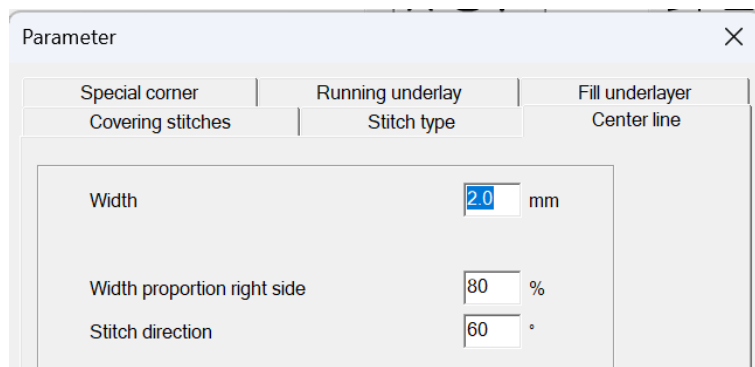 Parameter
Special corner Running underlay Fill underlayer
Covering stitches Stitch type Center line
Width 2.0 mm
Width proportion right side 80 %
Stitch direction 60 °